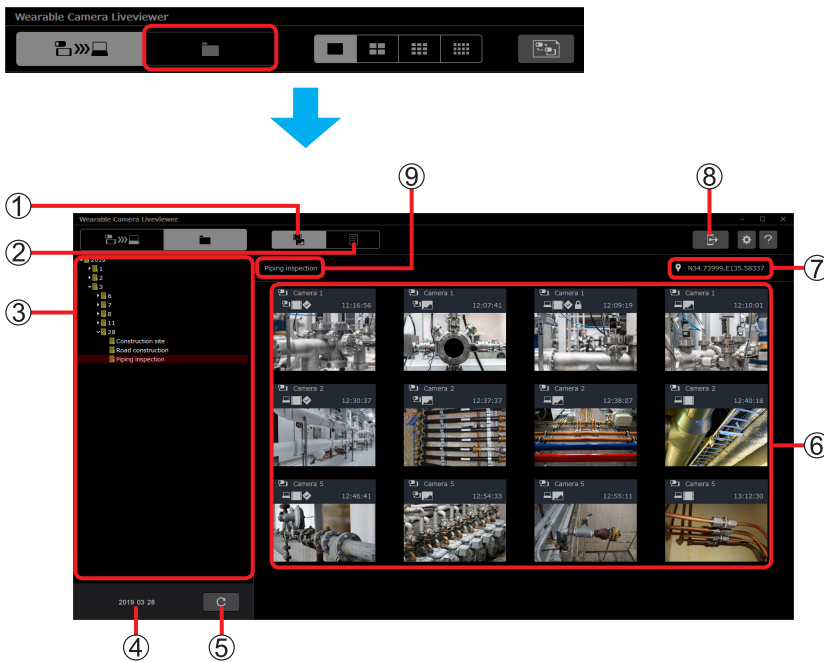 Wearable Camera Liveviewer
⑨
⑧
①
Wearable Camera Liveviewer
②
?
⑦
2019
Piping inspection
N34.73999,E135.58337
1
2
③
3
Camera 1
Camera 1
Camera 1
Camera 1
6
11:16:56
12:07:41
12:09:19
12:10:01
7
8
11
28
Construction site
Road construction
Piping inspection
Camera 2
Camera 2
Camera 2
Camera 2
12:30:37
12:37:37
12:38:07
12:40:18
⑥
Camera 5
Camera 5
Camera 5
Camera 5
12:46:41
12:54:33
12:55:11
13:12:30
2019 03 28
④
⑤